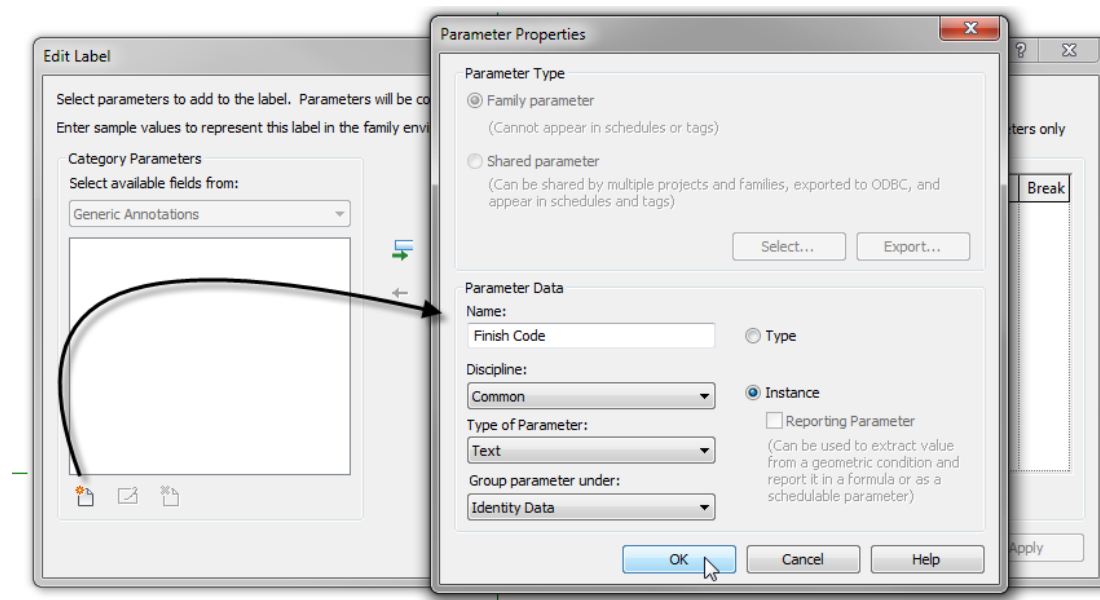 Edit Label
Select parameters to add to the label. Parameters will be co
Enter sample values to represent this label in the family envi
Category Parameters
Select available fields from:
Generic Annotations
Parameter Properties
Parameter Type
Family parameter
(Cannot appear in schedules or tags)
Shared parameter
(Can be shared by multiple projects and families, exported to ODBC, and
appear in schedules and tags)
Select...
Export...
Parameter Data
Name:
Finish Code
Type
Discipline:
Common
Instance
Reporting Parameter
Type of Parameter:
(Can be used to extract value
from a geometric condition and
report it in a formula or as a
schedulable parameter)
Text
Group parameter under:
Identity Data
OK
Cancel
Help
only
Break
Apply